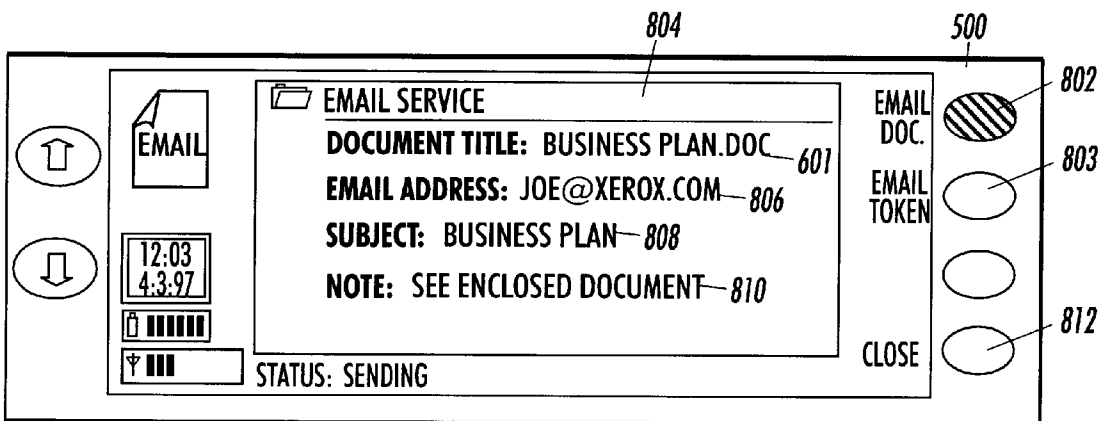 804
500
802
EMAIL SERVICE
EMAIL DOC.
EMAIL
DOCUMENT TITLE: BUSINESS PLAN.DOC
601
803
EMAIL ADDRESS: JOE@XEROX.COM
806
EMAIL TOKEN
SUBJECT: BUSINESS PLAN
808
12:03
4:3:97
NOTE: SEE ENCLOSED DOCUMENT
810
812
CLOSE
STATUS: SENDING